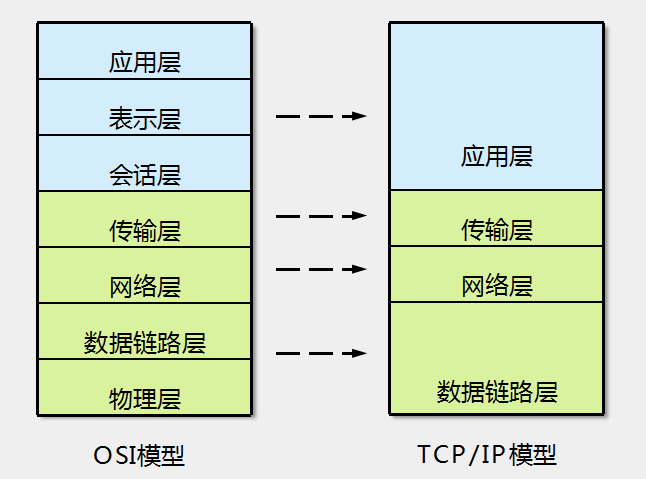 应用层
表示层
会话层
传输层
网络层
数据链路层
物理层
OSI模型
应用层
传输层
网络层
数据链路层
TCP/IP模型